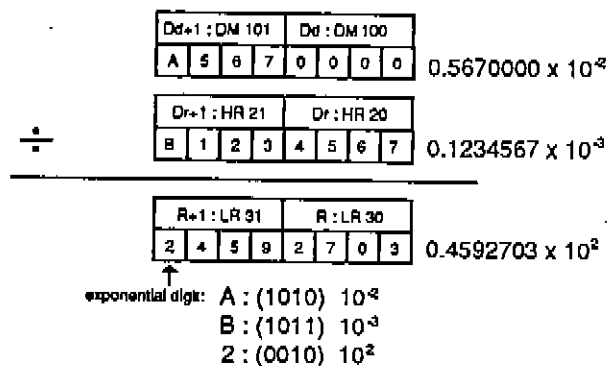 Dd+1 : DM 101 Dd : DM 100
A 5 6 7 0 0 0 0 0.5670000 x 10⁻²
Dr+1 : HR 21 Dr : HR 20
÷ B 1 2 3 4 5 6 7 0.1234567 x 10⁻³
R+1 : LR 31 R : LR 30
2 4 5 9 2 7 0 3 0.4592703 x 10²
exponential digit: A : (1010) 10⁻²
B : (1011) 10⁻³
2 : (0010) 10²